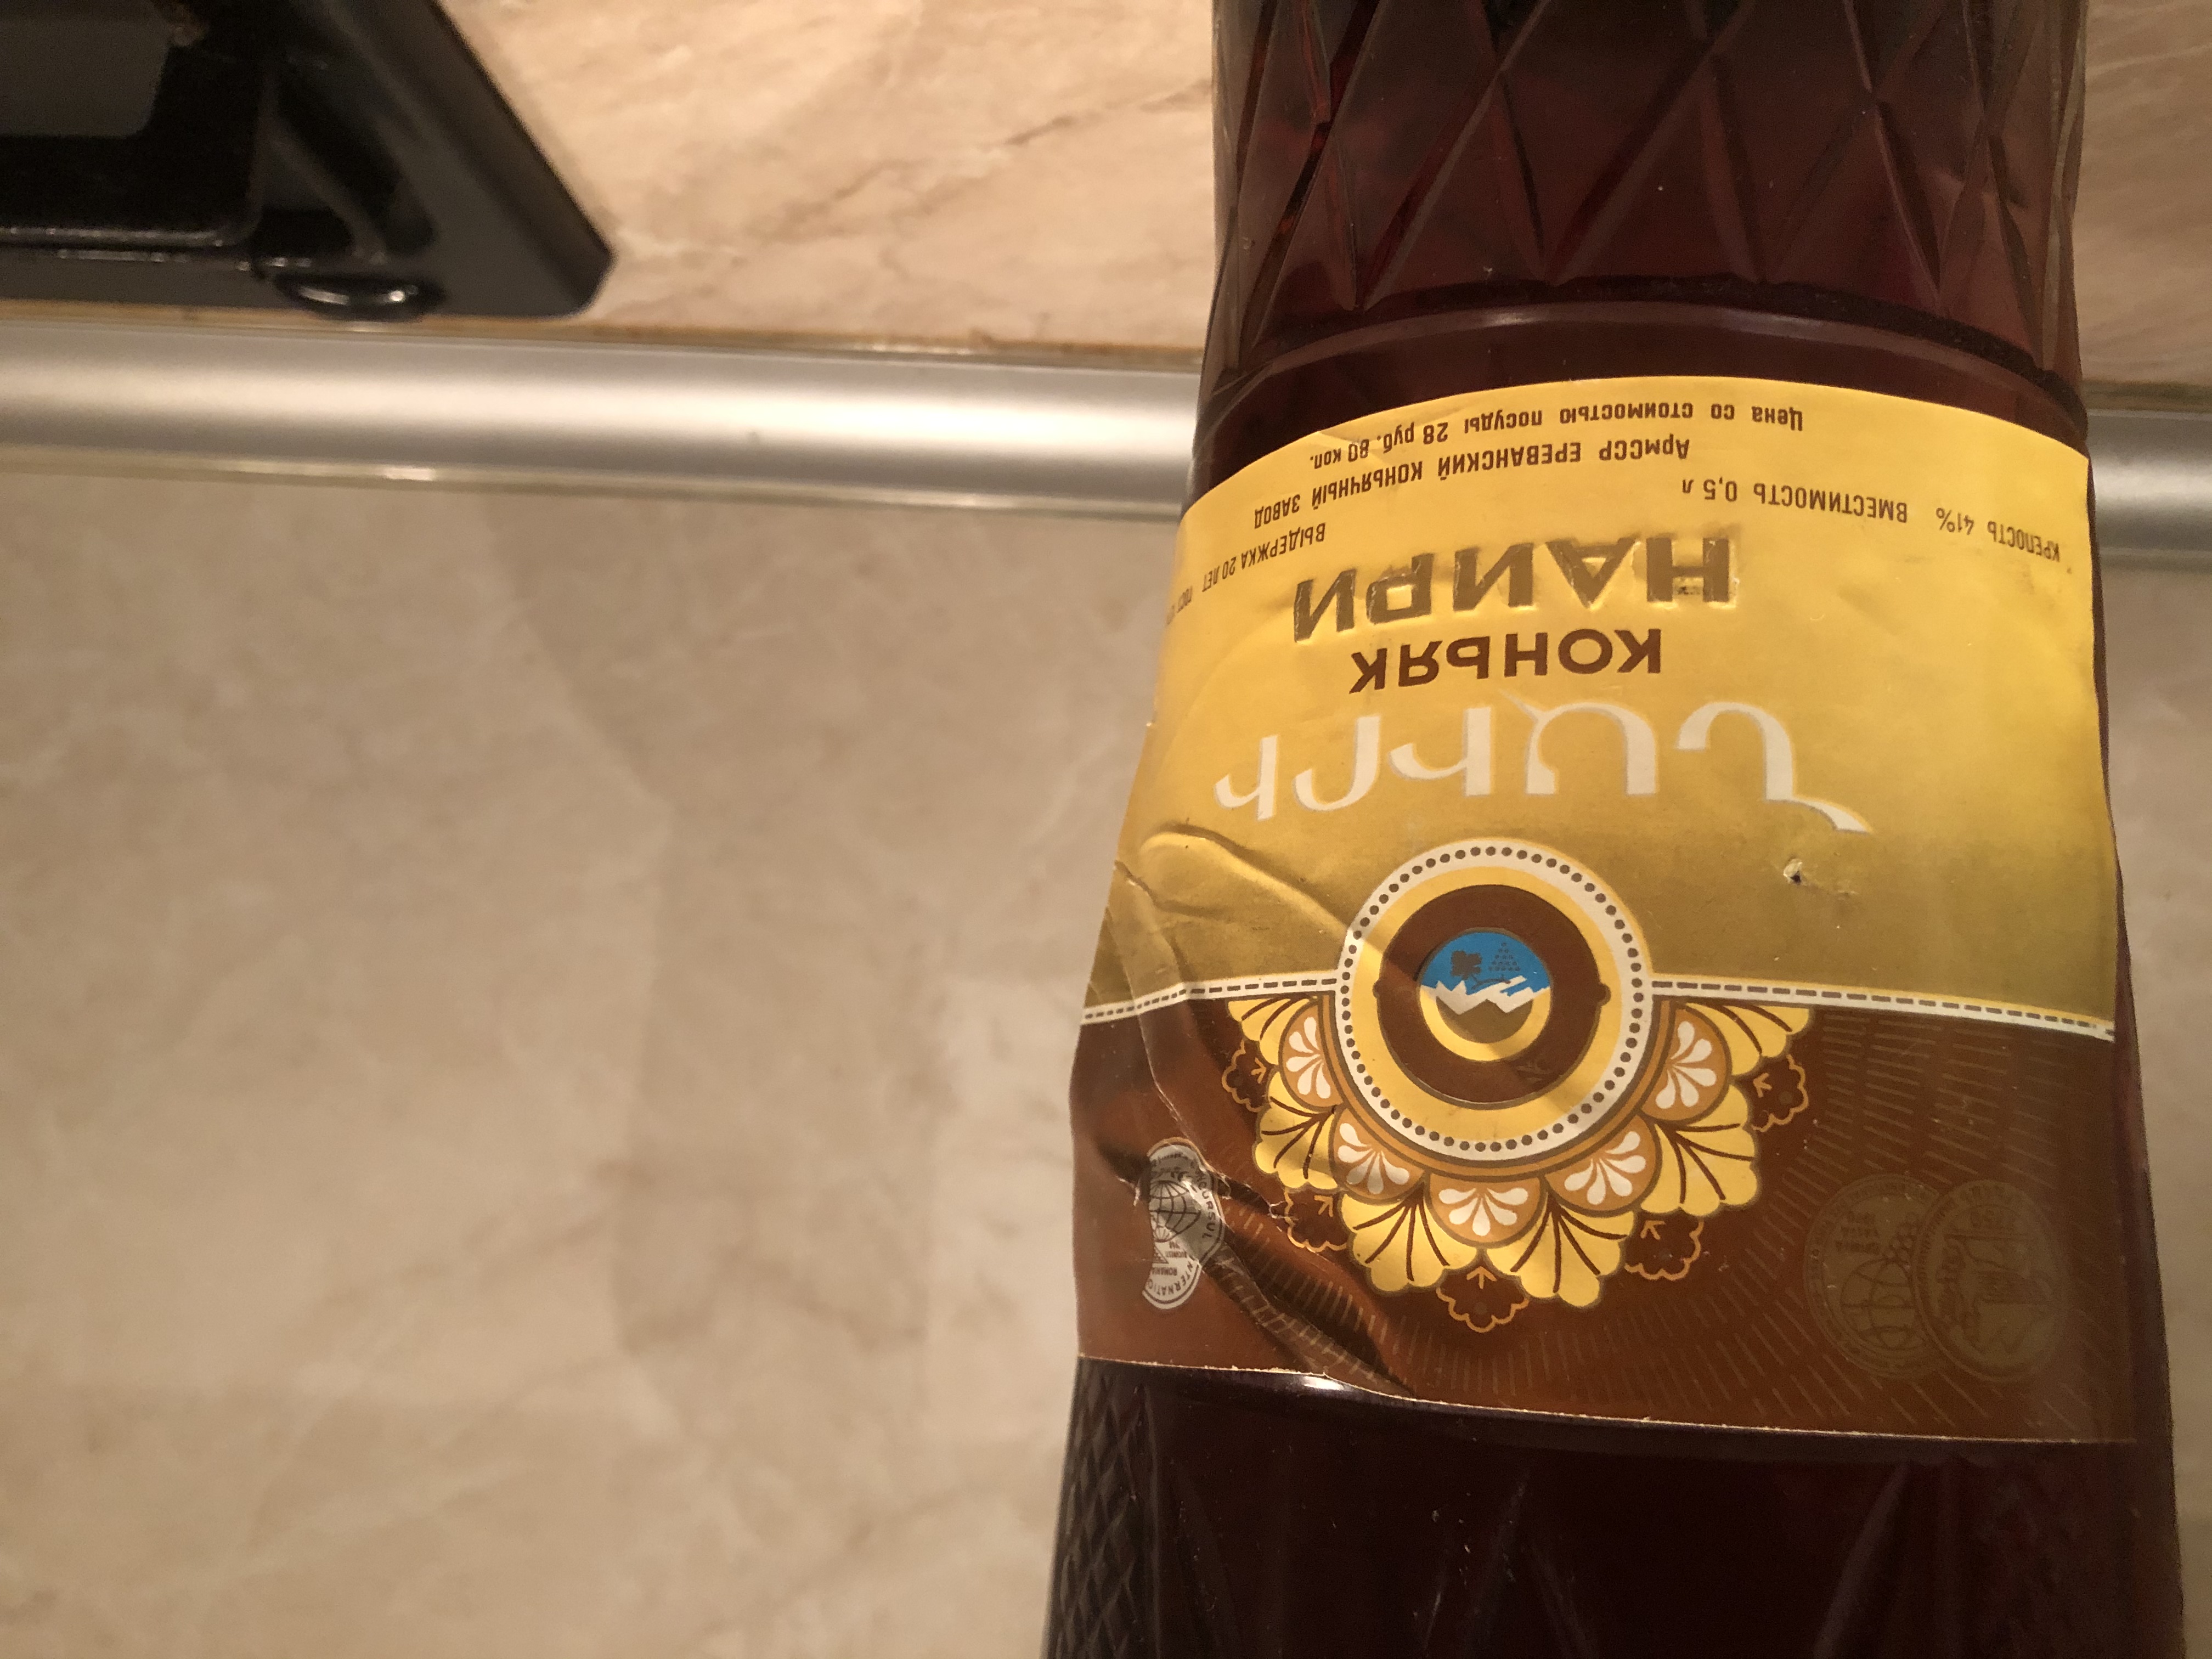 Նաիրի
КОНЬЯК
НАИРИ
КРЕПОСТЬ 41% ВМЕСТИМОСТЬ 0,5 л ВЫДЕРЖКА 20 ЛЕТ ГОСТ
Армсср ЕРЕВАНСКИЙ КОНЬЯЧНЫЙ ЗАВОД
Цена со стоимостью посуды 28 руб. 80 коп.